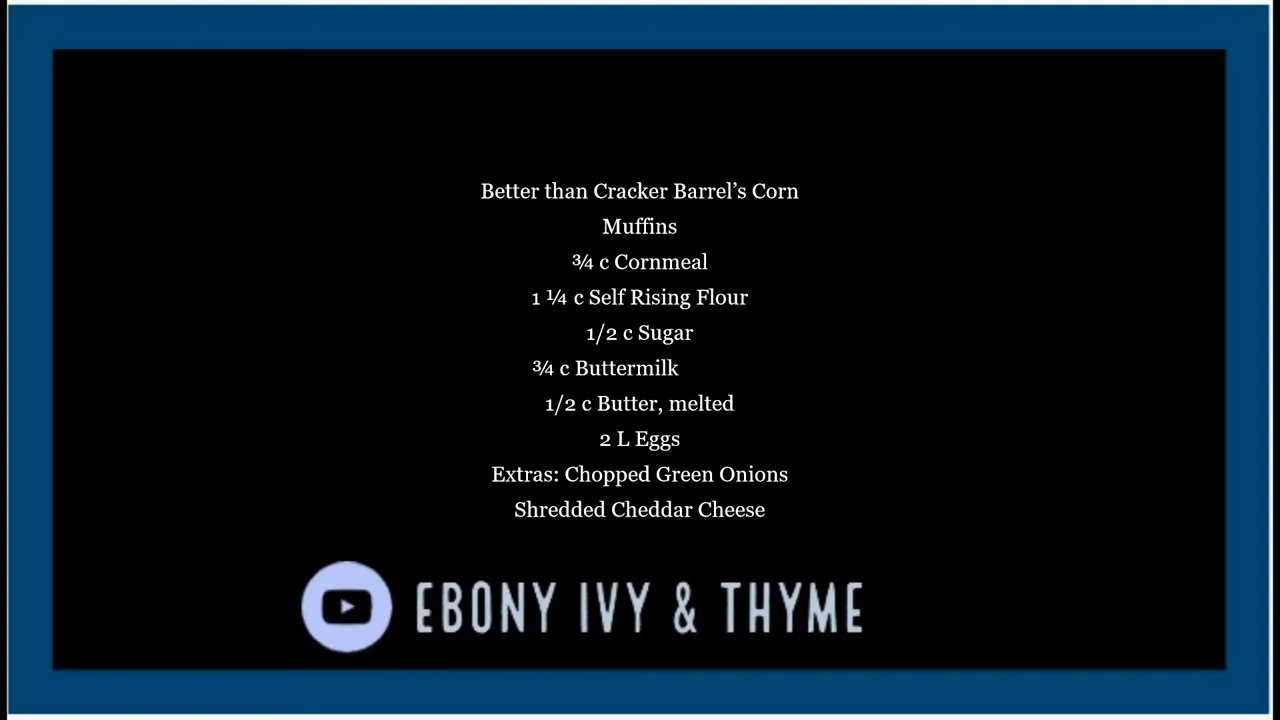 Better than Cracker Barrel’s Corn
Muffins
¾ c Cornmeal
1 ¼ c Self Rising Flour
1/2 c Sugar
¾ c Buttermilk
1/2 c Butter, melted
2 L Eggs
Extras: Chopped Green Onions
Shredded Cheddar Cheese
EBONY IVY & THYME